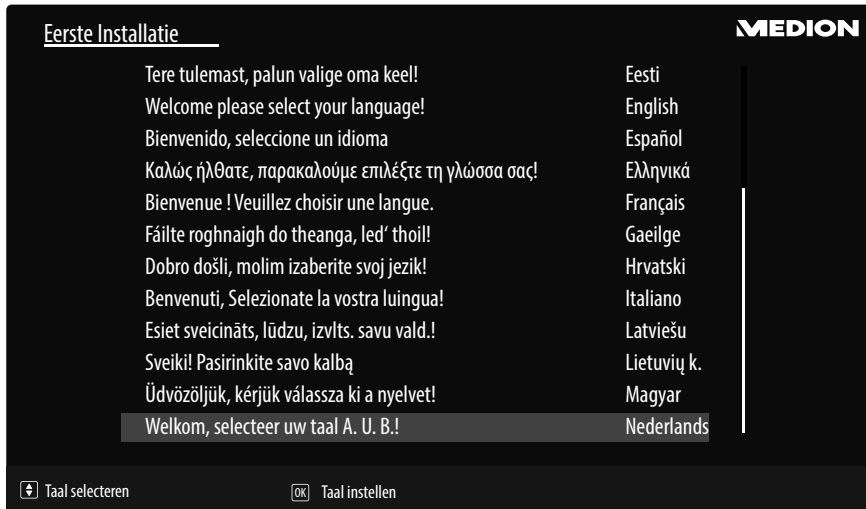 Eerste Installatie
MEDION
Tere tulemast, palun valige oma keel! Eesti
Welcome please select your language! English
Bienvenido, seleccione un idioma Español
Καλώς ήλθατε, παρακαλούμε επιλέξτε τη γλώσσα σας! Ελληνικά
Bienvenue ! Veuillez choisir une langue. Français
Fáilte roghnaigh do theanga, led‘ thoil! Gaeilge
Dobro došli, molim izaberite svoj jezik! Hrvatski
Benvenuti, Selezionate la vostra luingua! Italiano
Esiet sveicināts, lūdzu, izvlts. savu vald.! Latviešu
Sveiki! Pasirinkite savo kalbą Lietuvių k.
Üdvözöljük, kérjük válassza ki a nyelvet! Magyar
Welkom, selecteer uw taal A. U. B.! Nederlands
Taal selecteren OK Taal instellen